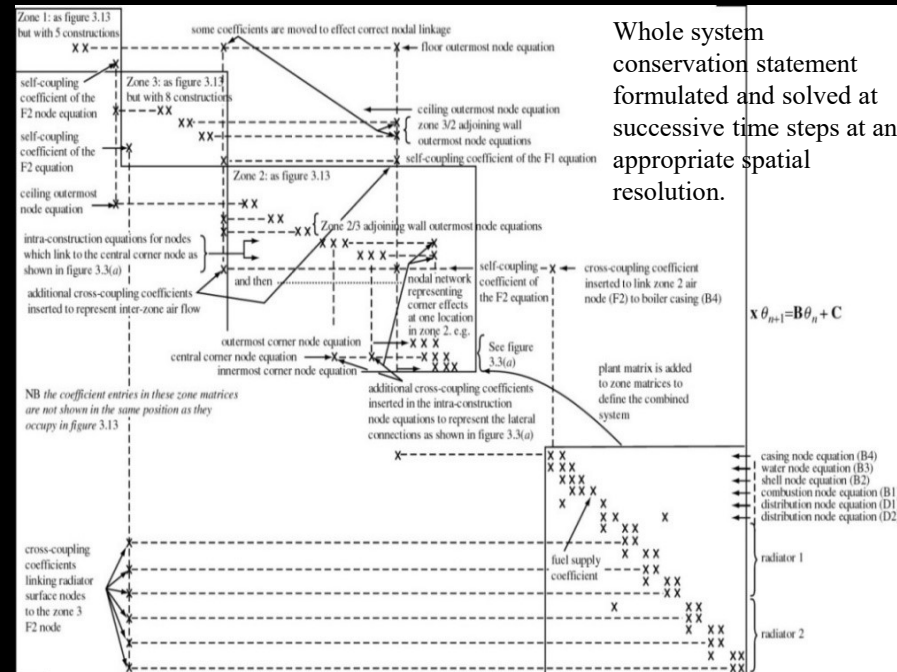 Zone 1: as figure 3.13
but with 5 constructions
some coefficients are moved to effect correct nodal linkage
floor outermost node equation
Whole system
conservation statement
formulated and solved at
successive time steps at an
appropriate spatial
resolution.
self-coupling
coefficient of the
F2 node equation
Zone 3: as figure 3.13
but with 8 constructions
ceiling outermost node equation
zone 3/2 adjoining wall
outermost node equations
self-coupling
coefficient of the
F2 equation
self-coupling coefficient of the F1 equation
Zone 2: as figure 3.13
ceiling outermost
node equation
Zone 2/3 adjoining wall outermost node equations
intra-construction equations for nodes
which link to the central corner node as
shown in figure 3.3(a)
and then
additional cross-coupling coefficients
inserted to represent inter-zone air flow
nodal network
representing
corner effects
at one location
in zone 2. e.g.
self-coupling
coefficient of
the F2 equation
cross-coupling coefficient
inserted to link zone 2 air
node (F2) to boiler casing (B4)
x θn+1=Bθn + C
outermost corner node equation
central corner node equation
innermost corner node equation
See figure
3.3(a)
NB the coefficient entries in these zone matrices
are not shown in the same position as they
occupy in figure 3.13
additional cross-coupling coefficients
inserted in the intra-construction
node equations to represent the lateral
connections as shown in figure 3.3(a)
plant matrix is added
to zone matrices to
define the combined
system
casing node equation (B4)
water node equation (B3)
shell node equation (B2)
combustion node equation (B1
distribution node equation (D1
distribution node equation (D2
fuel supply
coefficient
radiator 1
radiator 2
cross-coupling
coefficients
linking radiator
surface nodes
to the zone 3
F2 node